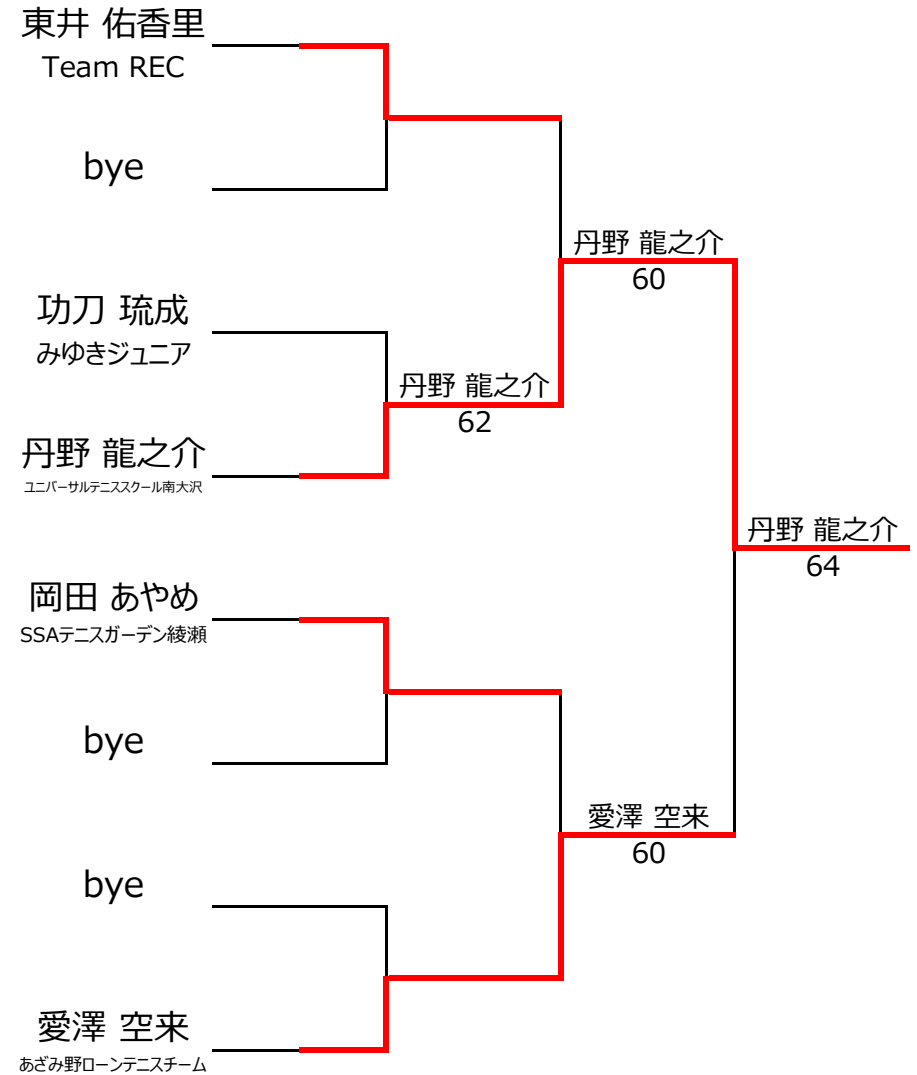 東井 佑香里
Team REC
bye
功刀 琉成
みゆきジュニア
丹野 龍之介
ユニバーサルテニススクール南大沢
岡田 あやめ
SSAテニスガーデン綾瀬
bye
bye
愛澤 空来
あざみ野ローンテニスチーム
丹野 龍之介
62
丹野 龍之介
60
愛澤 空来
60
丹野 龍之介
64